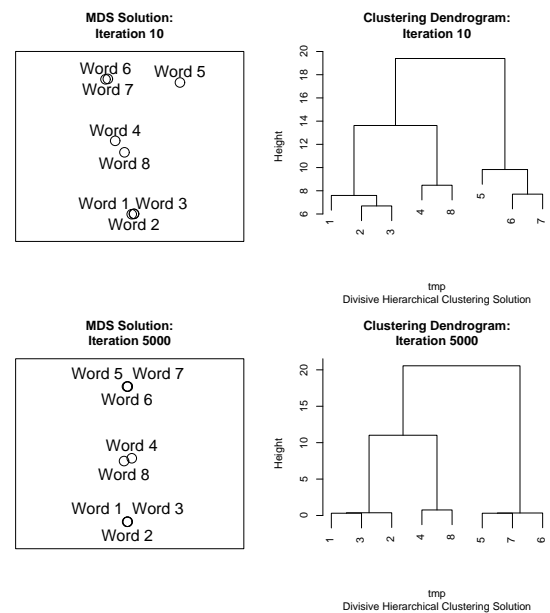 MDS Solution:
Iteration 10
Word 6
Word 5
Word 7
Word 4
Word 8
Word 1 Word 3
Word 2
Clustering Dendrogram:
Iteration 10
Height
20
18
16
14
12
10
8
6
1
2
3
4
8
5
6
7
tmp
Divisive Hierarchical Clustering Solution
MDS Solution:
Iteration 5000
Word 5 Word 7
Word 6
Word 4
Word 8
Word 1 Word 3
Word 2
Clustering Dendrogram:
Iteration 5000
Height
20
15
10
5
0
1
3
2
4
8
5
7
6
tmp
Divisive Hierarchical Clustering Solution